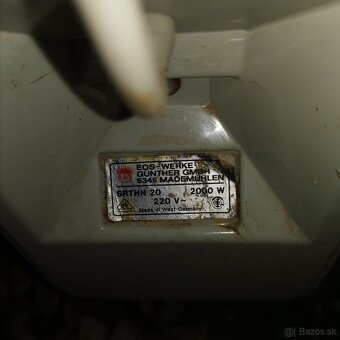 EOS-WERKE
GÜNTHER GMBH
6349 MADEMÜHLEN
SRTHN 20 2000 W
220 V~
Made in West-Germany
© Bazos.sk